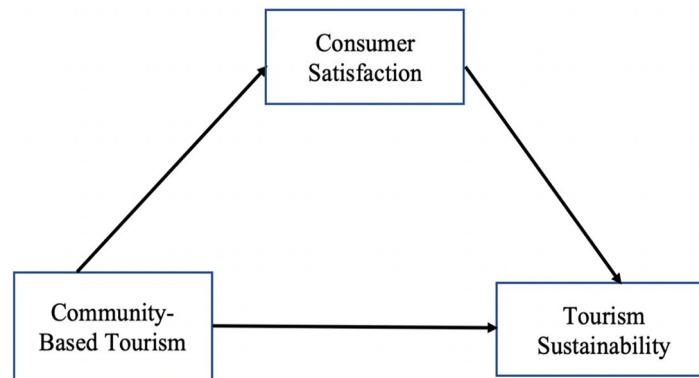 Consumer
Satisfaction
Community-
Based Tourism
Tourism
Sustainability